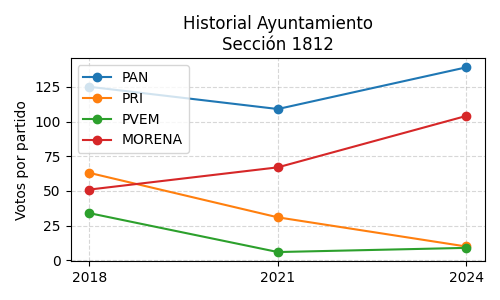 Historial Ayuntamiento
Sección 1812
Votos por partido
125
100
75
50
25
0
PAN
PRI
PVEM
MORENA
2018
2021
2024